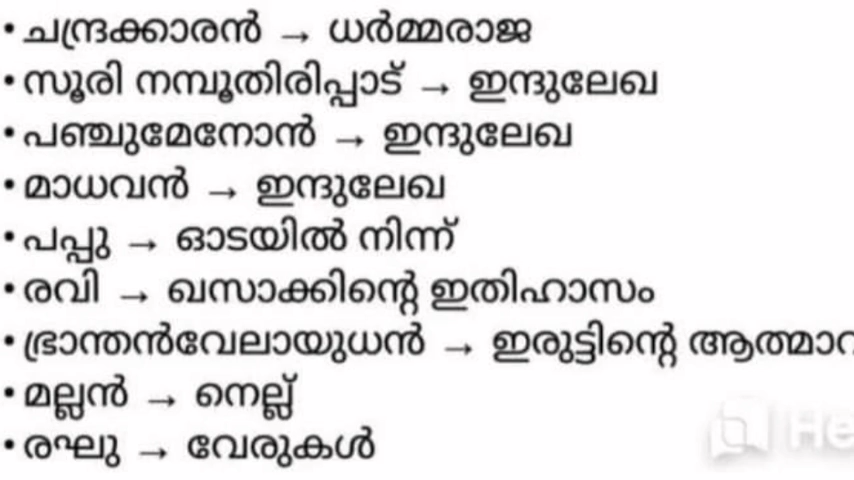 • ചന്ദ്രക്കാരൻ → ധർമ്മരാജ
• സൂരി നമ്പൂതിരിപ്പാട് → ഇന്ദുലേഖ
• പഞ്ചുമേനോൻ → ഇന്ദുലേഖ
• മാധവൻ → ഇന്ദുലേഖ
• പപ്പു → ഓടയിൽ നിന്ന്
• രവി → ഖസാക്കിന്റെ ഇതിഹാസം
• ഭ്രാന്തൻവേലായുധൻ → ഇരുട്ടിന്റെ
• മല്ലൻ → നെല്ല്
• രഘു → വേരുകൾ